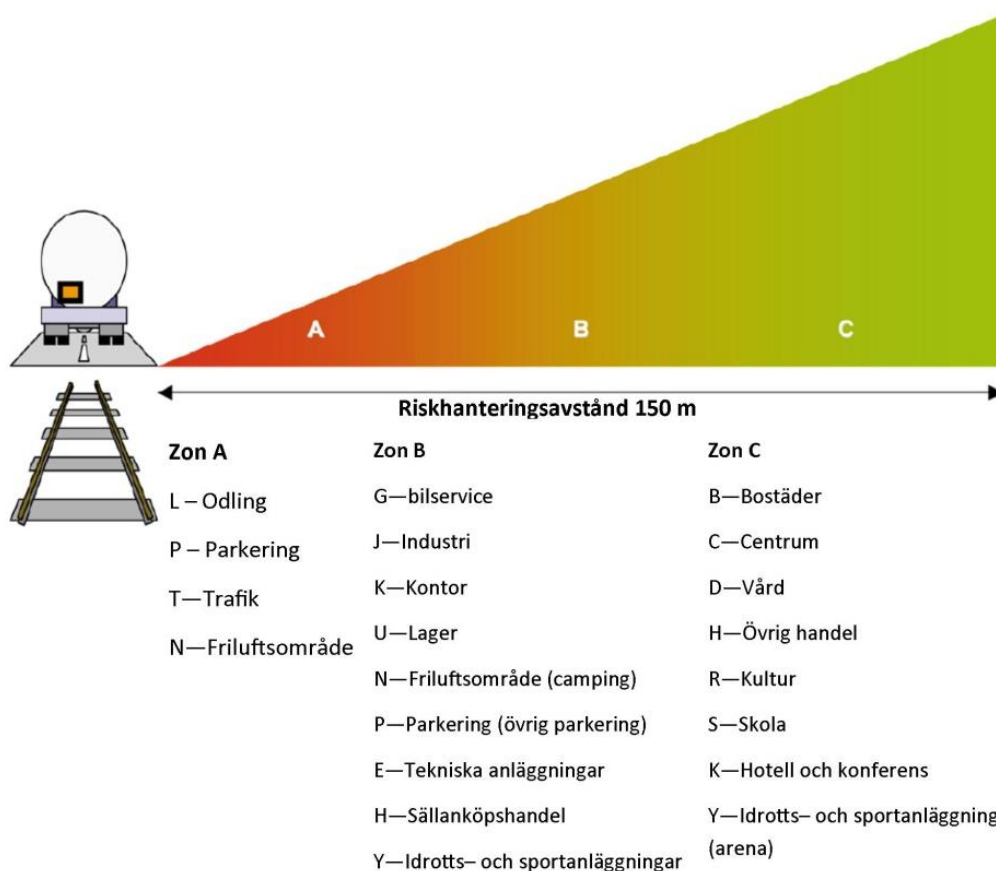 A
B
C
Riskhanteringsavstånd 150 m
Zon A
L – Odling
P – Parkering
T—Trafik
N—Friluftsområde
Zon B
G—bilservice
J—Industri
K—Kontor
U—Lager
N—Friluftsområde (camping)
P—Parkering (övrig parkering)
E—Tekniska anläggningar
H—Sällanköpshandel
Y—Idrotts– och sportanläggningar
Zon C
B—Bostäder
C—Centrum
D—Vård
H—Övrig handel
R—Kultur
S—Skola
K—Hotell och konferens
Y—Idrotts– och sportanläggning
(arena)